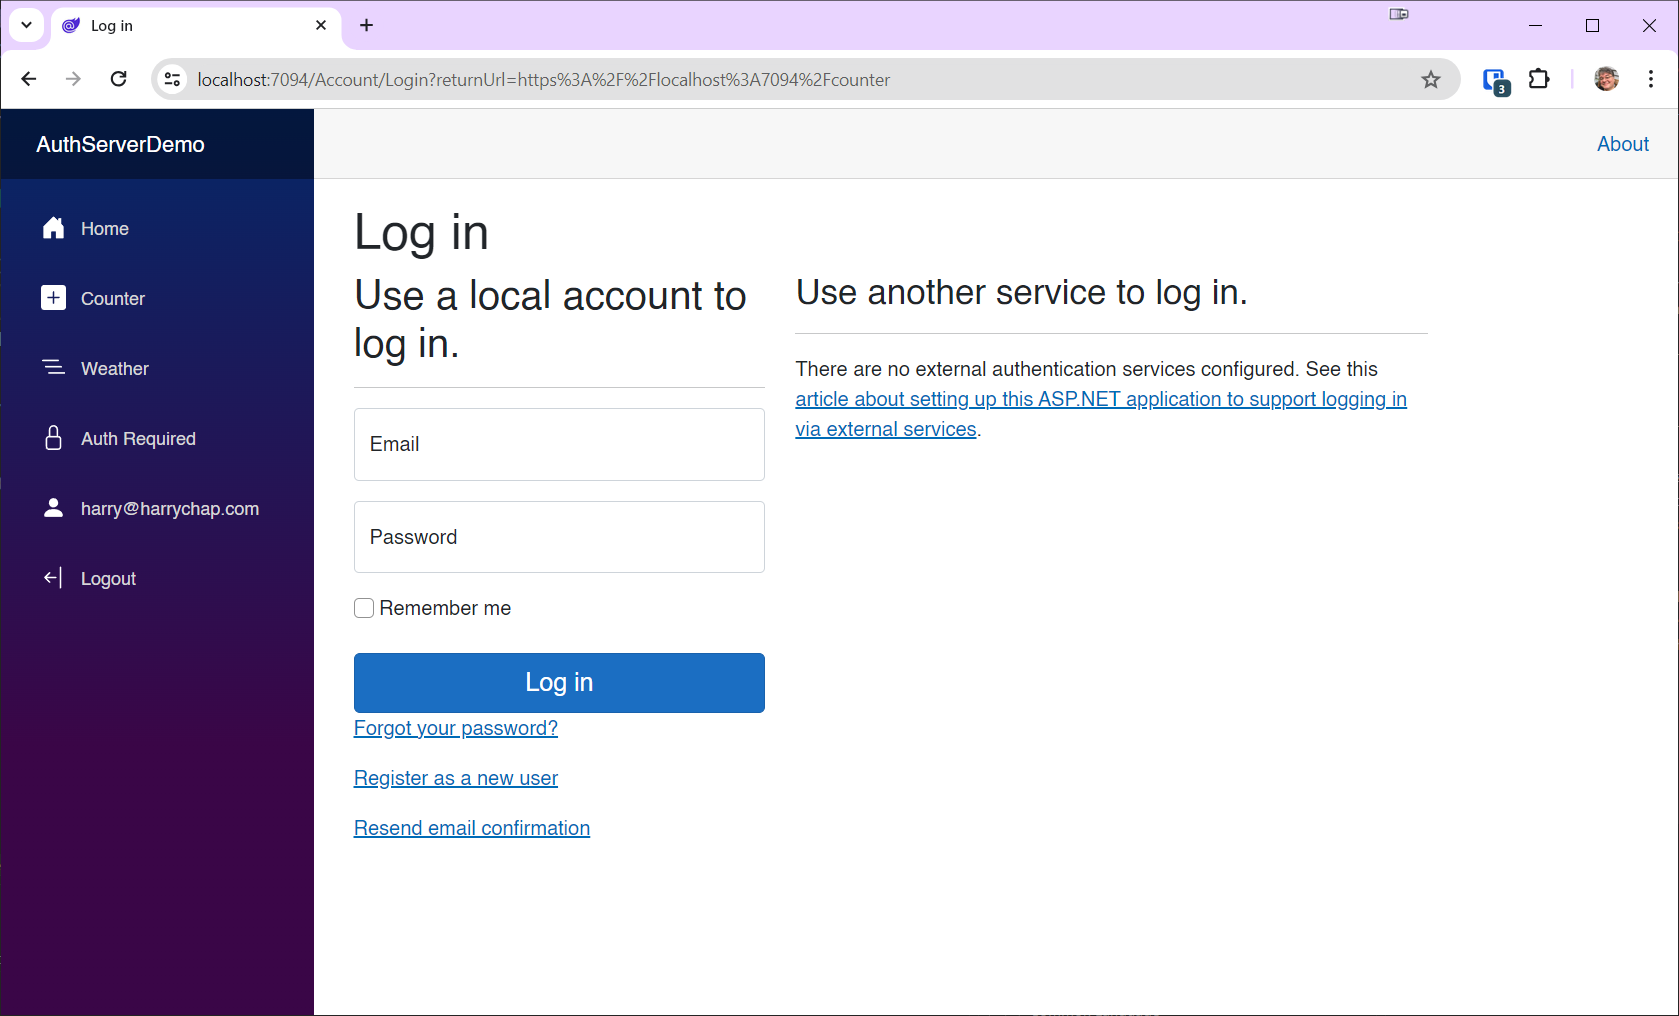 Log in
localhost:7094/Account/Login?returnUrl=https%3A%2F%2Flocalhost%3A7094%2Fcounter
3
AuthServerDemo
About
Home
Counter
Weather
Auth Required
harry@harrychap.com
Logout
Log in
Use a local account to
log in.
Email
Password
Remember me
Log in
Forgot your password?
Register as a new user
Resend email confirmation
Use another service to log in.
There are no external authentication services configured. See this
article about setting up this ASP.NET application to support logging in
via external services.